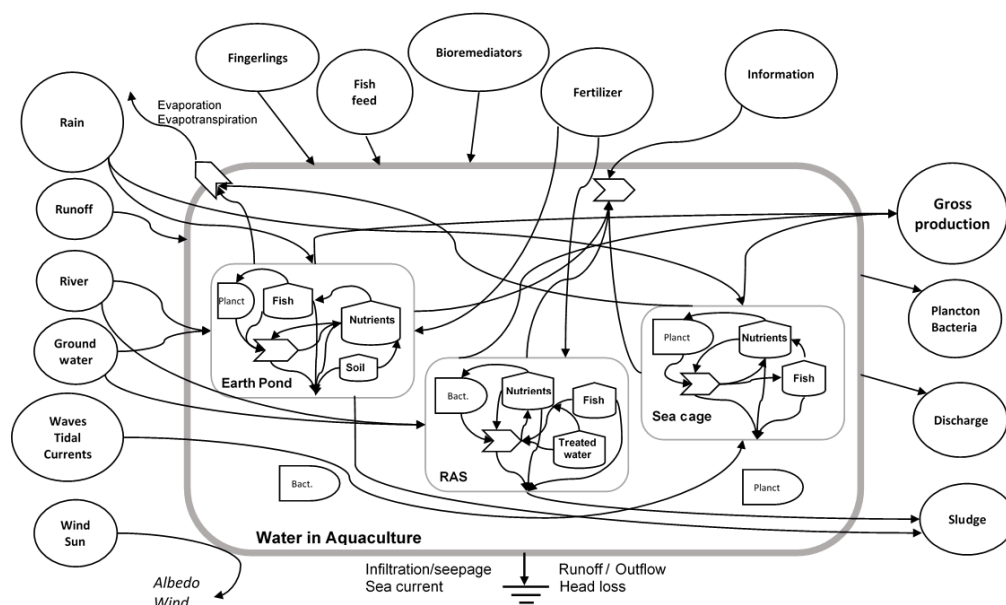 Fingerlings
Fish
feed
Bioremediators
Fertilizer
Information
Rain
Evaporation
Evapotranspiration
Runoff
River
Ground
water
Waves
Tidal
Currents
Wind
Sun
Albedo
Wind
Planct
Fish
Nutrients
Soil
Earth Pond
Bact.
Nutrients
Fish
Treated
water
RAS
Planct
Nutrients
Fish
Sea cage
Bact.
Planct
Water in Aquaculture
Gross
production
Plancton
Bacteria
Discharge
Sludge
Infiltration/seepage
Sea current
Runoff / Outflow
Head loss